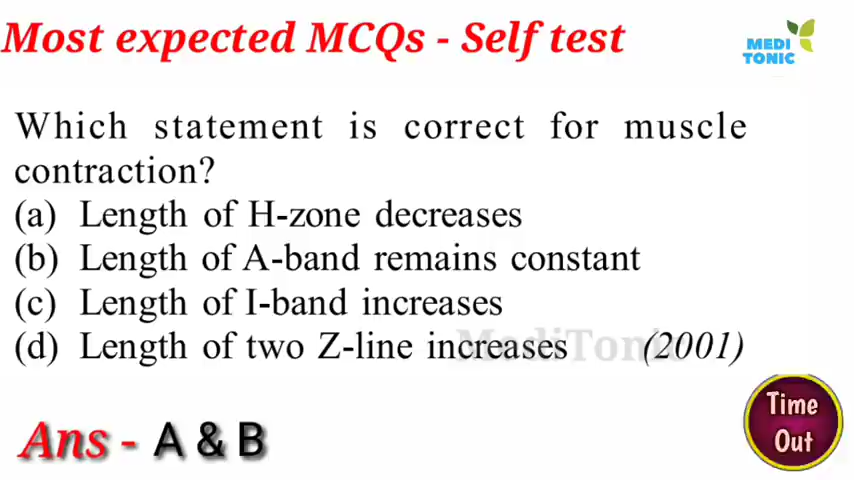 Most expected MCQs - Self test
MEDI
TONIC
Which statement is correct for muscle
contraction?
(a) Length of H-zone decreases
(b) Length of A-band remains constant
(c) Length of I-band increases
(d) Length of two Z-line increases (2001)
MediTonic
Time
Out
Ans - A & B